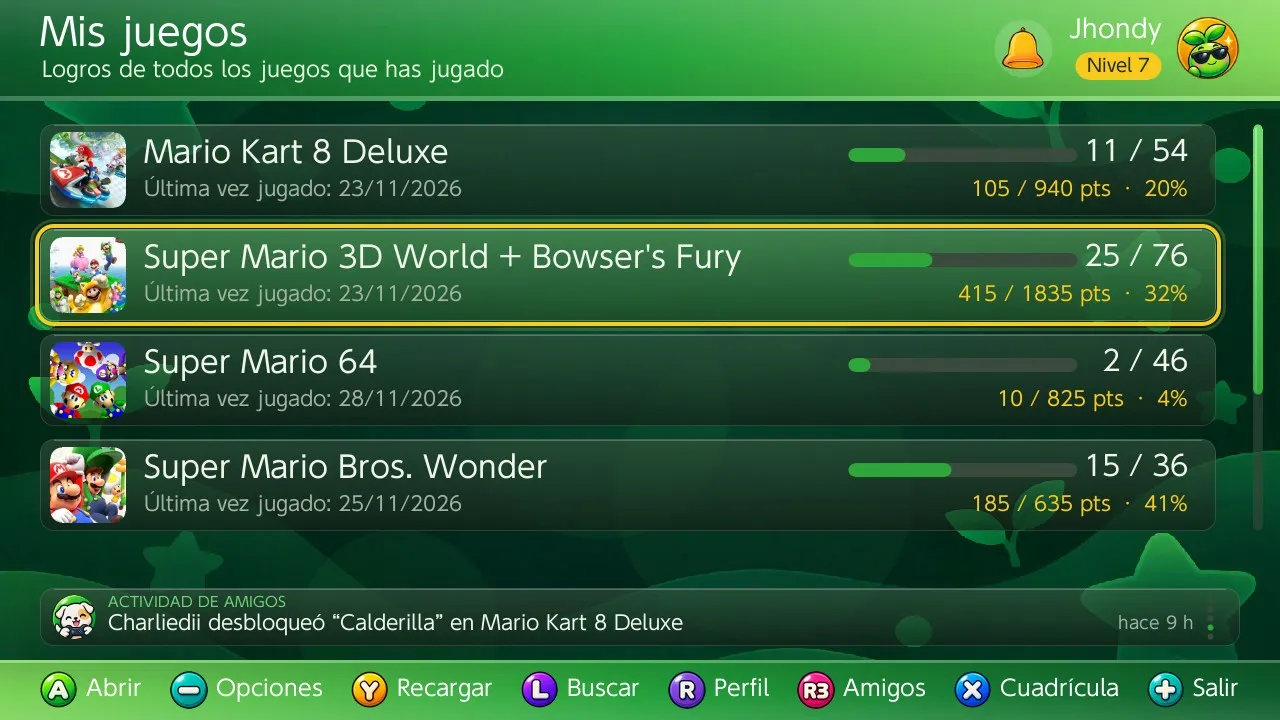 Mis juegos
Logros de todos los juegos que has jugado
Jhondy
Nivel 7
Mario Kart 8 Deluxe
11 / 54
Última vez jugado: 23/11/2026
105 / 940 pts · 20%
Super Mario 3D World + Bowser's Fury
25 / 76
Última vez jugado: 23/11/2026
415 / 1835 pts · 32%
Super Mario 64
2 / 46
Última vez jugado: 28/11/2026
10 / 825 pts · 4%
Super Mario Bros. Wonder
15 / 36
Última vez jugado: 25/11/2026
185 / 635 pts · 41%
ACTIVIDAD DE AMIGOS
Charliedii desbloqueó “Calderilla” en Mario Kart 8 Deluxe
hace 9 h
A Abrir
Opciones
Y Recargar
L Buscar
R Perfil
R3 Amigos
X Cuadrícula
Salir